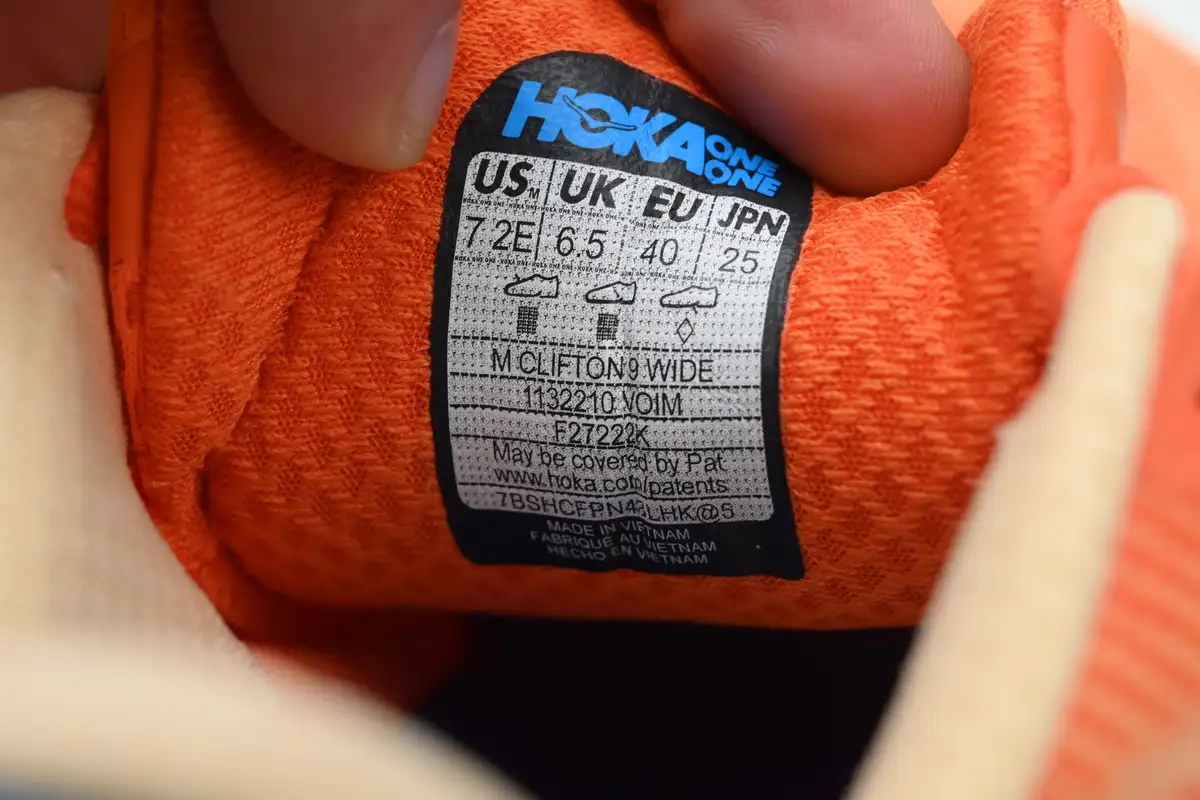 HOKA ONE ONE
US M UK EU JPN
7 2E 6.5 40 25
M CLIFTON 9 WIDE
1132210 VOIM
F27222K
May be covered by Pat
www.hoka.com/patents
MADE IN VIETNAM
FABRIQUÉ AU VIETNAM
HECHO EN VIETNAM